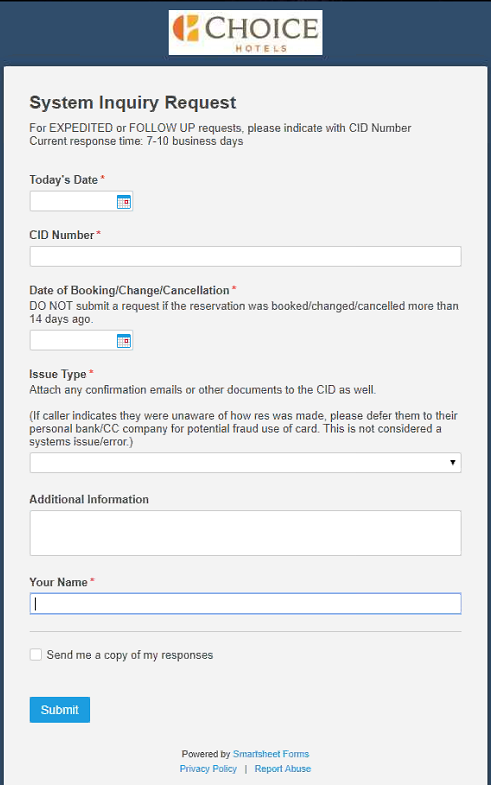 CHOICE
HOTELS
System Inquiry Request
For EXPEDITED or FOLLOW UP requests, please indicate with CID Number
Current response time: 7-10 business days
Today's Date *
CID Number *
Date of Booking/Change/Cancellation *
DO NOT submit a request if the reservation was booked/changed/cancelled more than
14 days ago.
Issue Type *
Attach any confirmation emails or other documents to the CID as well.
(If caller indicates they were unaware of how res was made, please defer them to their
personal bank/CC company for potential fraud use of card. This is not considered a
systems issue/error.)
Additional Information
Your Name *
Send me a copy of my responses
Submit
Powered by Smartsheet Forms
Privacy Policy | Report Abuse